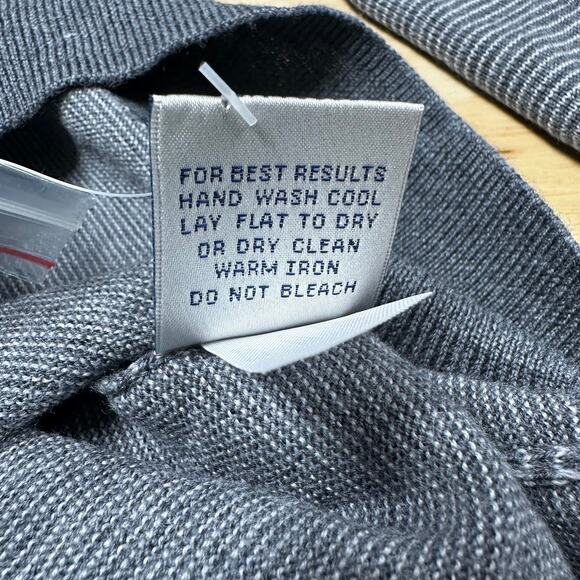 FOR BEST RESULTS
HAND WASH COOL
LAY FLAT TO DRY
OR DRY CLEAN
WARM IRON
DO NOT BLEACH